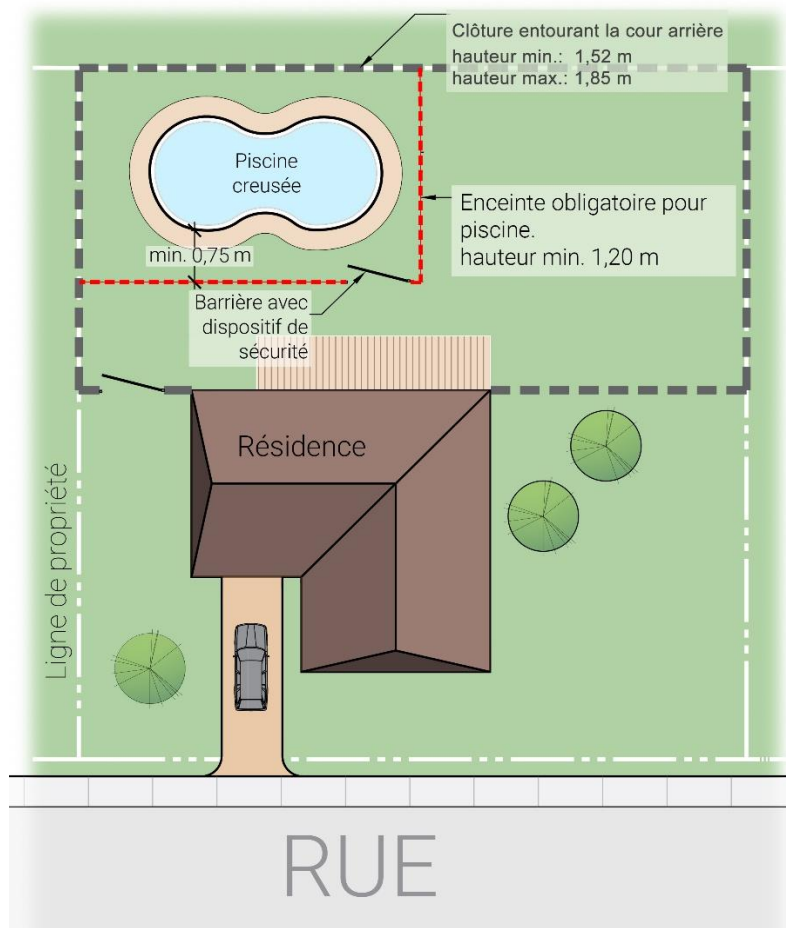 Clôture entourant la cour arrière
hauteur min.: 1,52 m
hauteur max.: 1,85 m
Piscine
creusée
Enceinte obligatoire pour
piscine.
hauteur min. 1,20 m
min. 0,75 m
Barrière avec
dispositif de
sécurité
Résidence
Ligne de propriété
RUE